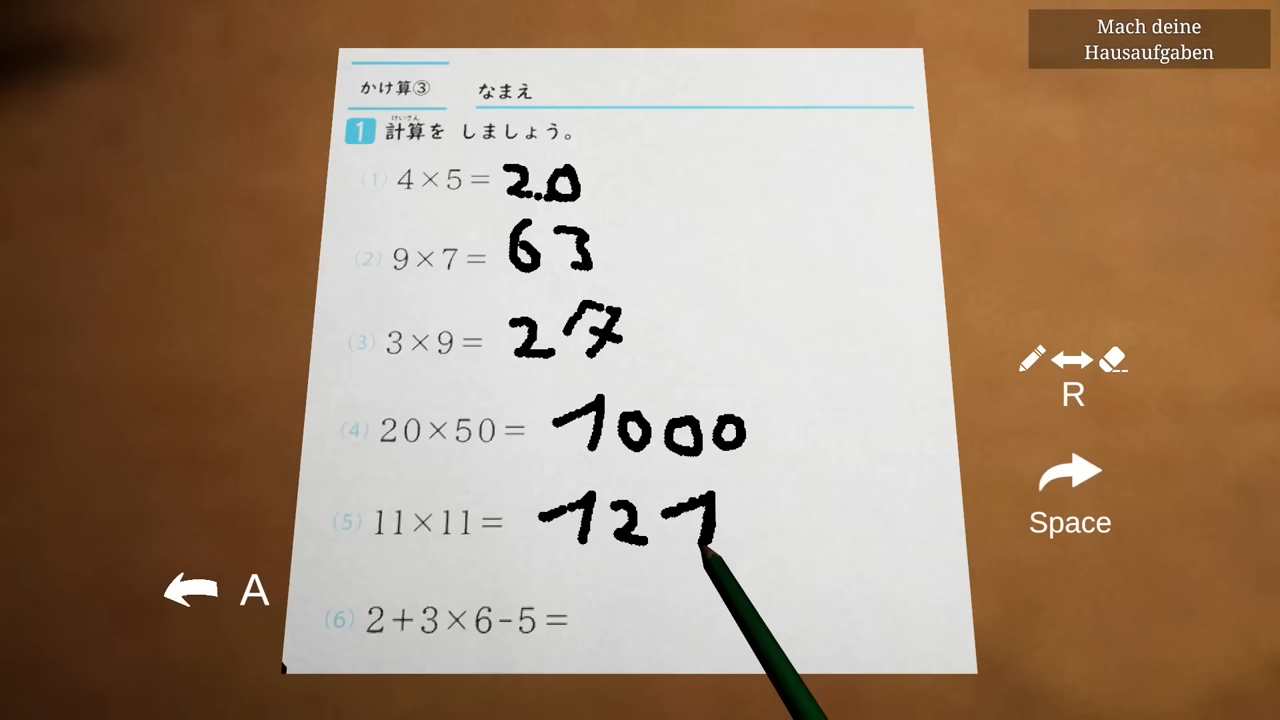 Mach deine
Hausaufgaben
かけ算③ なまえ
けいさん
1 計算を しましょう。
(1) 4×5= 20
(2) 9×7= 63
(3) 3×9= 27
(4) 20×50= 1000
(5) 11×11= 121
(6) 2+3×6-5=
R
Space
A